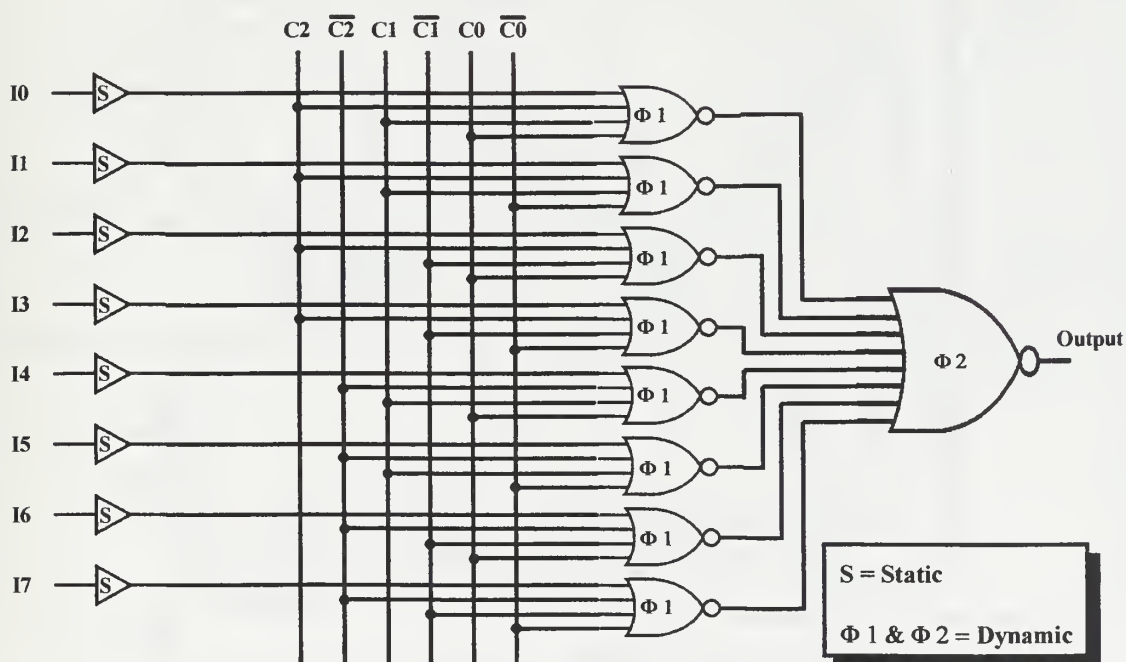 C2 C̅2̅ C1 C̅1̅ C0 C̅0̅
I0 S Φ 1
I1 S Φ 1
I2 S Φ 1
I3 S Φ 1
I4 S Φ 1
I5 S Φ 1
I6 S Φ 1
I7 S Φ 1
Φ 2
Output
S = Static
Φ 1 & Φ 2 = Dynamic